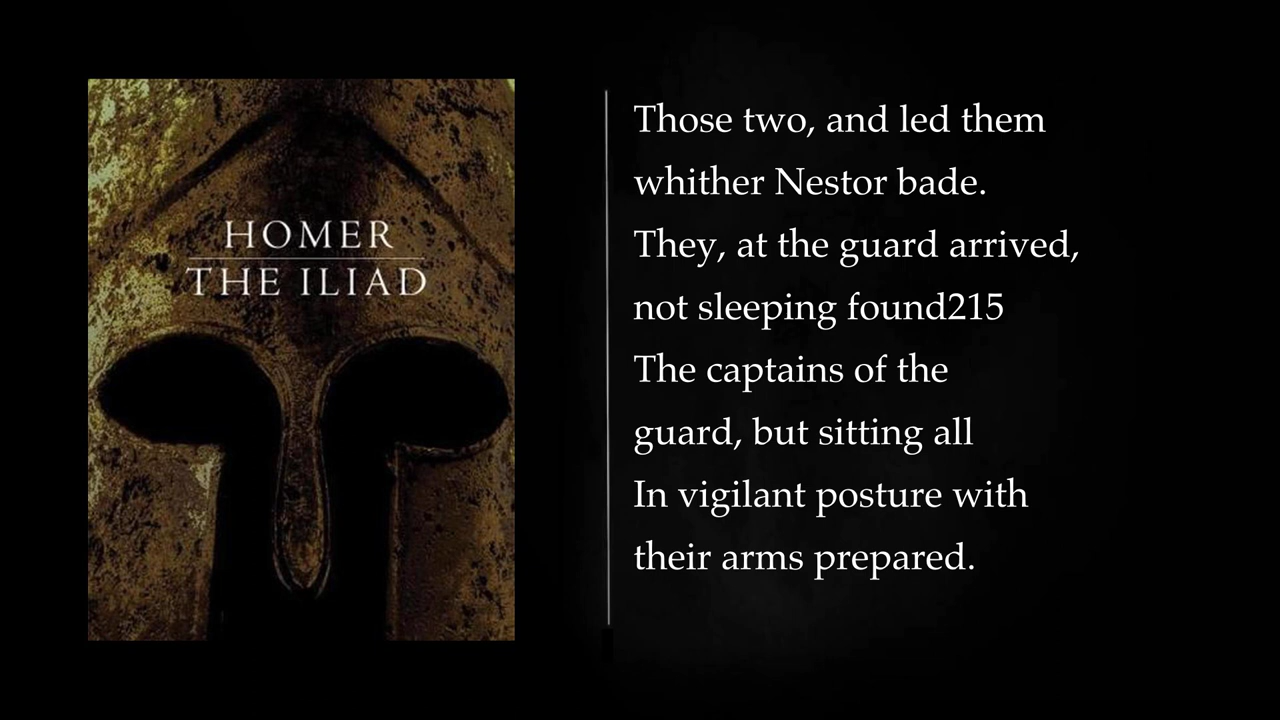 HOMER
THE ILIAD
Those two, and led them
whither Nestor bade.
They, at the guard arrived,
not sleeping found215
The captains of the
guard, but sitting all
In vigilant posture with
their arms prepared.